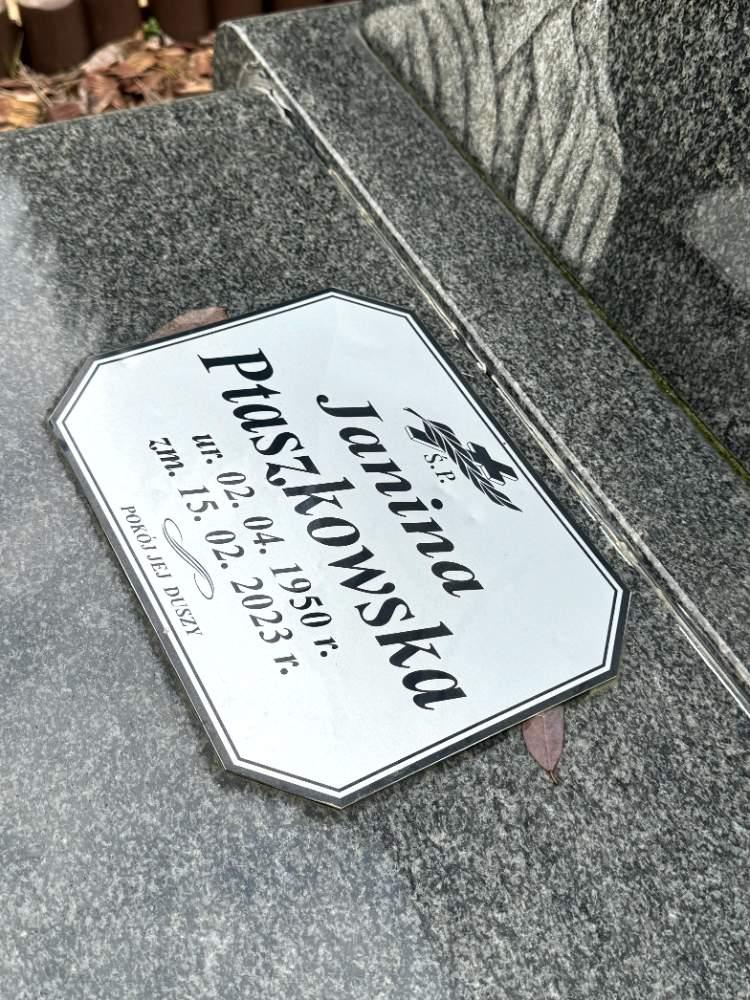 Ś.P.
Janina
Ptaszkowska
ur. 02. 04. 1950 r.
zm. 15. 02. 2023 r.
POKÓJ JEJ DUSZY